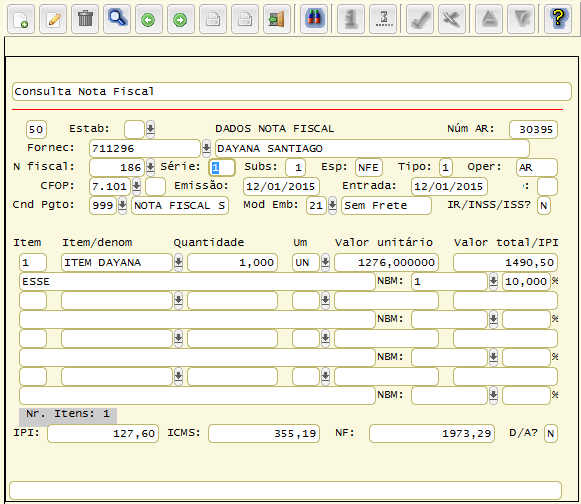 Consulta Nota Fiscal
50 Estab: DADOS NOTA FISCAL Núm AR: 30395
Fornec: 711296 DAYANA SANTIAGO
N fiscal: 186 Série: 1 Subs: 1 Esp: NFE Tipo: 1 Oper: AR
CFOP: 7.101 Emissão: 12/01/2015 Entrada: 12/01/2015 :
Cnd Pgto: 999 NOTA FISCAL S Mod Emb: 21 Sem Frete IR/INSS/ISS? N
Item Item/denom Quantidade Um Valor unitário Valor total/IPI
1 ITEM DAYANA 1,000 UN 1276,000000 1490,50
ESSE NBM: 1 10,000 %
NBM: %
NBM: %
NBM: %
Nr. Itens: 1
IPI: 127,60 ICMS: 355,19 NF: 1973,29 D/A? N